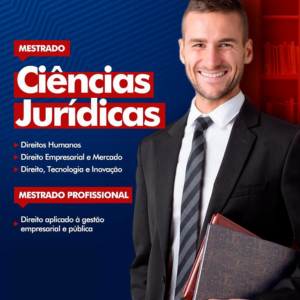 MESTRADO
Ciências
Jurídicas
Direitos Humanos
Direito Empresarial e Mercado
Direito, Tecnologia e Inovação
MESTRADO PROFISSIONAL
Direito aplicado à gestão
empresarial e pública